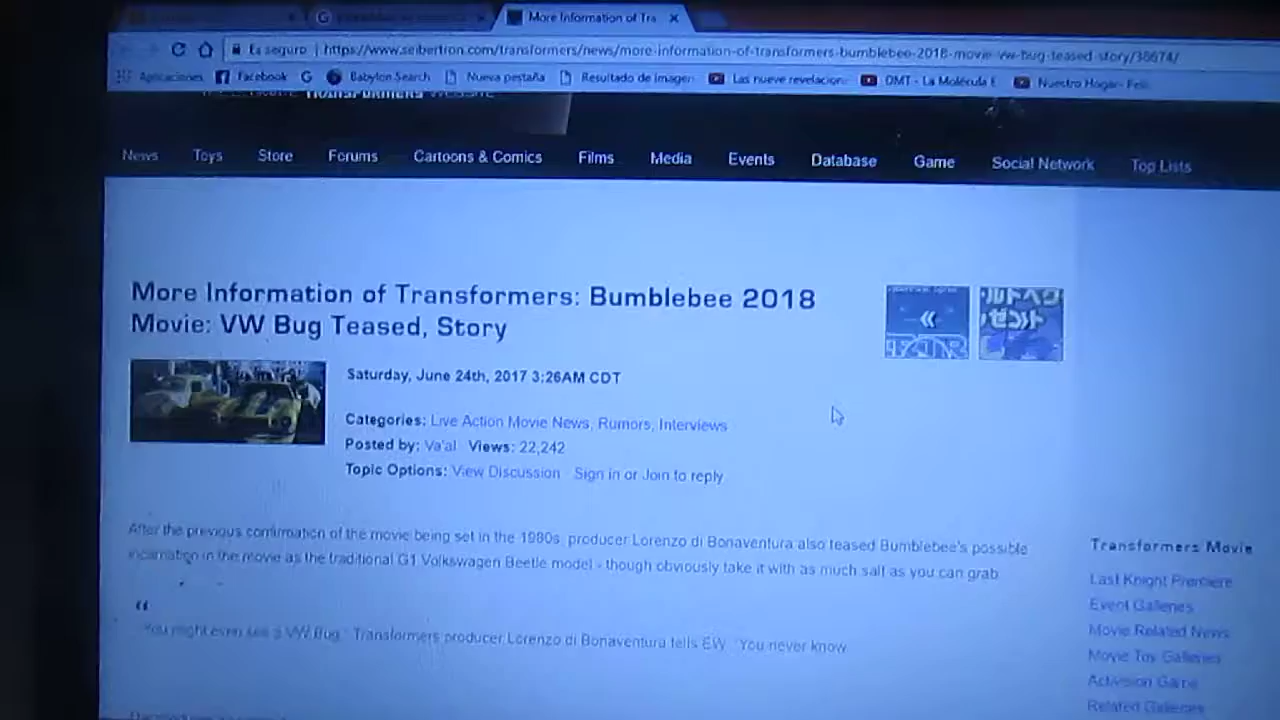 More Information of Tra
Es seguro | https://www.seibertron.com/transformers/news/more-information-of-transformers-bumblebee-2018-movie-vw-bug-teased-story/38674/
Aplicaciones Facebook G Babylon Search Nueva pestaña Resultado de imagen Las nueve revelacion DMT - La Molécula E Nuestro Hogar- Feli
TRANSFORMERS WEBSITE
News Toys Store Forums Cartoons & Comics Films Media Events Database Game Social Network Top Lists
More Information of Transformers: Bumblebee 2018
Movie: VW Bug Teased, Story
Saturday, June 24th, 2017 3:26AM CDT
Categories: Live Action Movie News, Rumors, Interviews
Posted by: Va'al Views: 22,242
Topic Options: View Discussion · Sign in or Join to reply
After the previous confirmation of the movie being set in the 1980s, producer Lorenzo di Bonaventura also teased Bumblebee's possible
incarnation in the movie as the traditional G1 Volkswagen Beetle model - though obviously take it with as much salt as you can grab.
“
You might even see a VW Bug," Transformers producer Lorenzo di Bonaventura tells EW. "You never know.
Transformers Movie
Last Knight Premiere
Event Galleries
Movie Related News
Movie Toy Galleries
Activision Game
Related Galleries